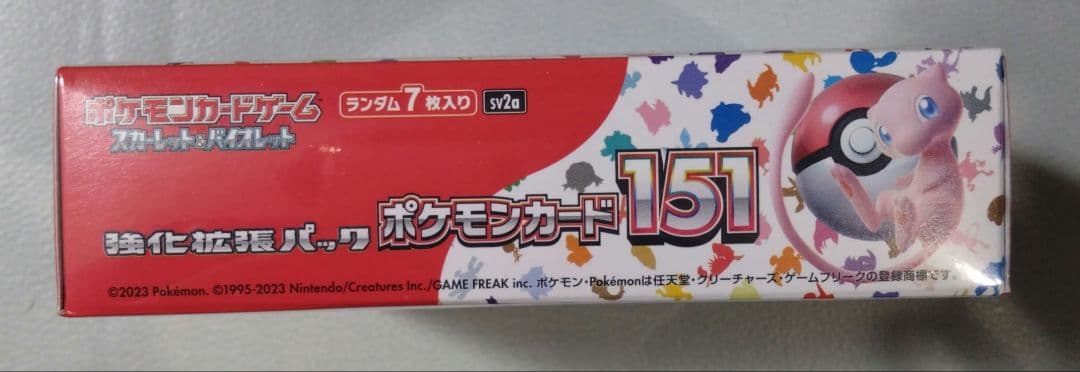 ポケモンカードゲーム
スカーレット&バイオレット
ランダム7枚入り
sv2a
強化拡張パック
ポケモンカード151
©2023 Pokémon. ©1995-2023 Nintendo/Creatures Inc./GAME FREAK inc. ポケモン・Pokémonは任天堂・クリーチャーズ・ゲームフリークの登録商標です。